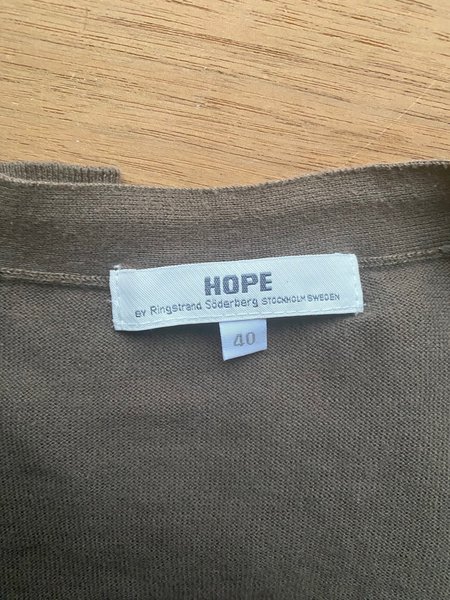 HOPE
BY Ringstrand Söderberg STOCKHOLM SWEDEN
40